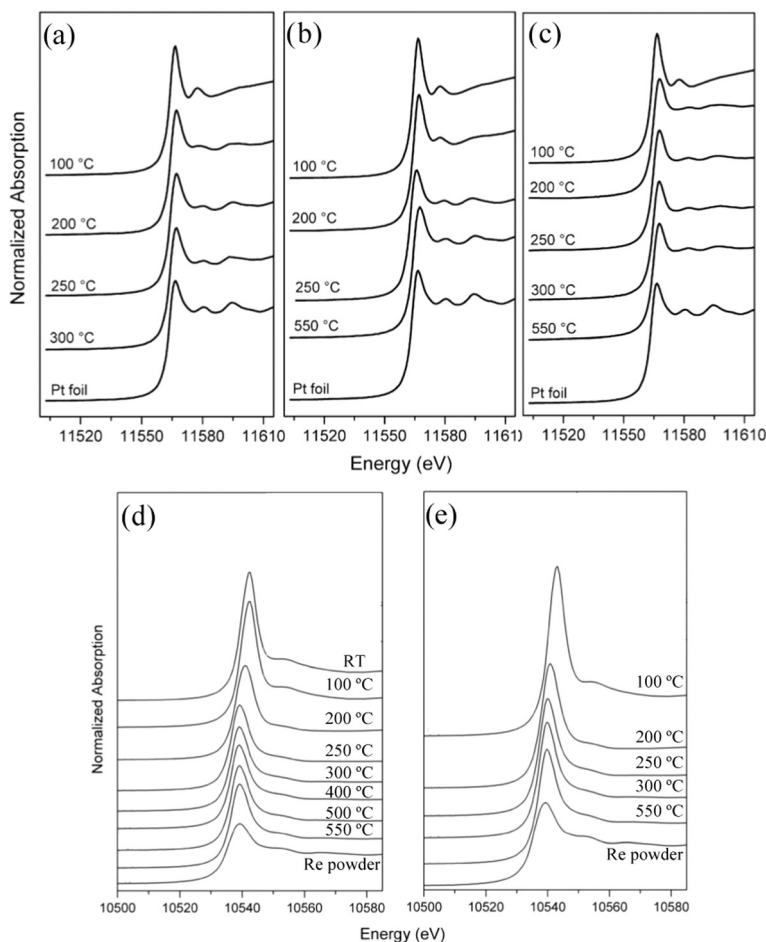 (a)
100 °C
200 °C
250 °C
300 °C
Pt foil
11520 11550 11580 11610
(b)
100 °C
200 °C
250 °C
550 °C
Pt foil
11520 11550 11580 11610
(c)
100 °C
200 °C
250 °C
300 °C
550 °C
Pt foil
11520 11550 11580 11610
Normalized Absorption
Energy (eV)
(d)
RT
100 ºC
200 ºC
250 ºC
300 ºC
400 ºC
500 ºC
550 ºC
Re powder
10500 10520 10540 10560 10580
(e)
100 ºC
200 ºC
250 ºC
300 ºC
550 ºC
Re powder
10500 10520 10540 10560 10580
Normalized Absorption
Energy (eV)